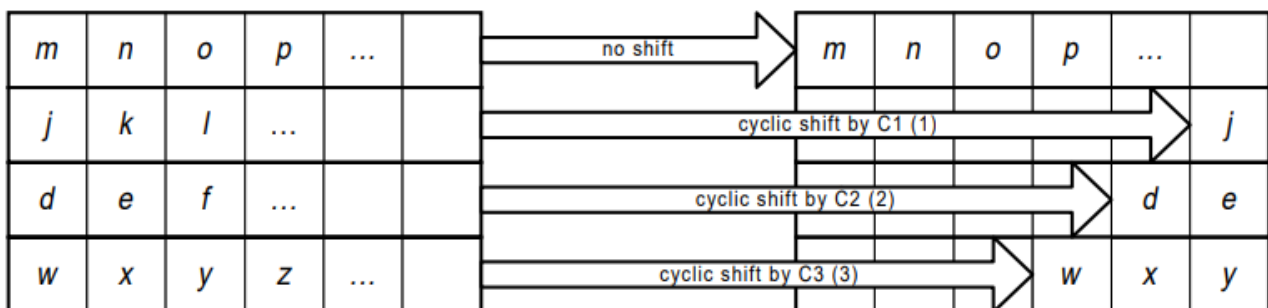 m n o p ... no shift m n o p ...
j k l ... cyclic shift by C1 (1) j
d e f ... cyclic shift by C2 (2) d e
w x y z ... cyclic shift by C3 (3) w x y